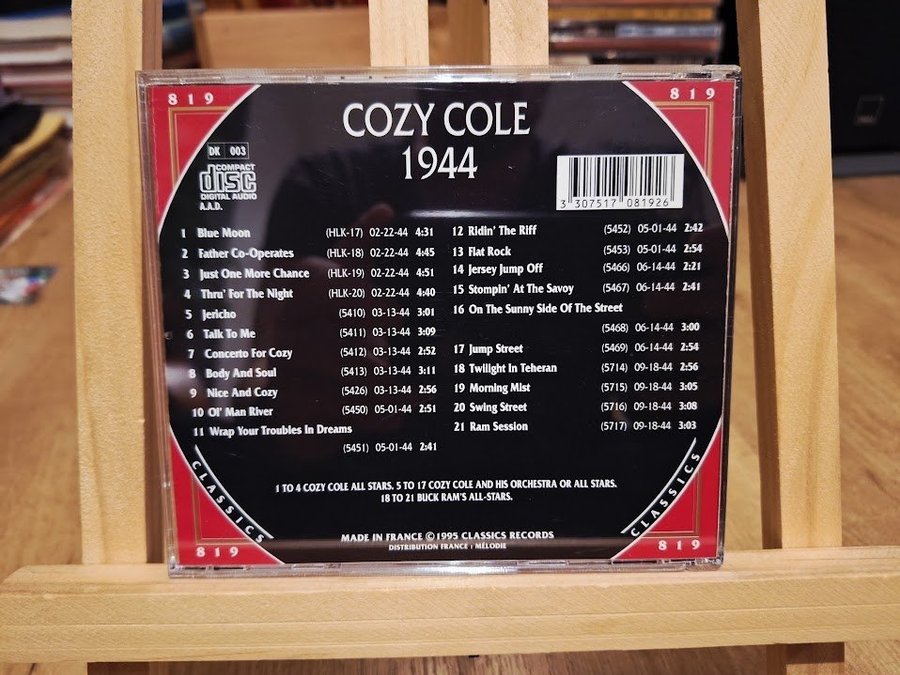 819
819
COZY COLE
1944
DK 003
COMPACT
disc
DIGITAL AUDIO
A.A.D.
3 307517 081926
1 Blue Moon (HLK-17) 02-22-44 4:31
2 Father Co-Operates (HLK-18) 02-22-44 4:45
3 Just One More Chance (HLK-19) 02-22-44 4:51
4 Thru' For The Night (HLK-20) 02-22-44 4:40
5 Jericho (5410) 03-13-44 3:01
6 Talk To Me (5411) 03-13-44 3:09
7 Concerto For Cozy (5412) 03-13-44 2:52
8 Body And Soul (5413) 03-13-44 3:11
9 Nice And Cozy (5426) 03-13-44 2:56
10 Ol' Man River (5450) 05-01-44 2:51
11 Wrap Your Troubles In Dreams
(5451) 05-01-44 2:41
12 Ridin' The Riff (5452) 05-01-44 2:42
13 Flat Rock (5453) 05-01-44 2:54
14 Jersey Jump Off (5466) 06-14-44 2:21
15 Stompin' At The Savoy (5467) 06-14-44 2:41
16 On The Sunny Side Of The Street
(5468) 06-14-44 3:00
17 Jump Street (5469) 06-14-44 2:54
18 Twilight In Teheran (5714) 09-18-44 2:56
19 Morning Mist (5715) 09-18-44 3:05
20 Swing Street (5716) 09-18-44 3:08
21 Ram Session (5717) 09-18-44 3:03
1 TO 4 COZY COLE ALL STARS. 5 TO 17 COZY COLE AND HIS ORCHESTRA OR ALL STARS.
18 TO 21 BUCK RAM'S ALL-STARS.
CLASSICS
CLASSICS
MADE IN FRANCE ©1995 CLASSICS RECORDS
DISTRIBUTION FRANCE : MÉLODIE
819
819